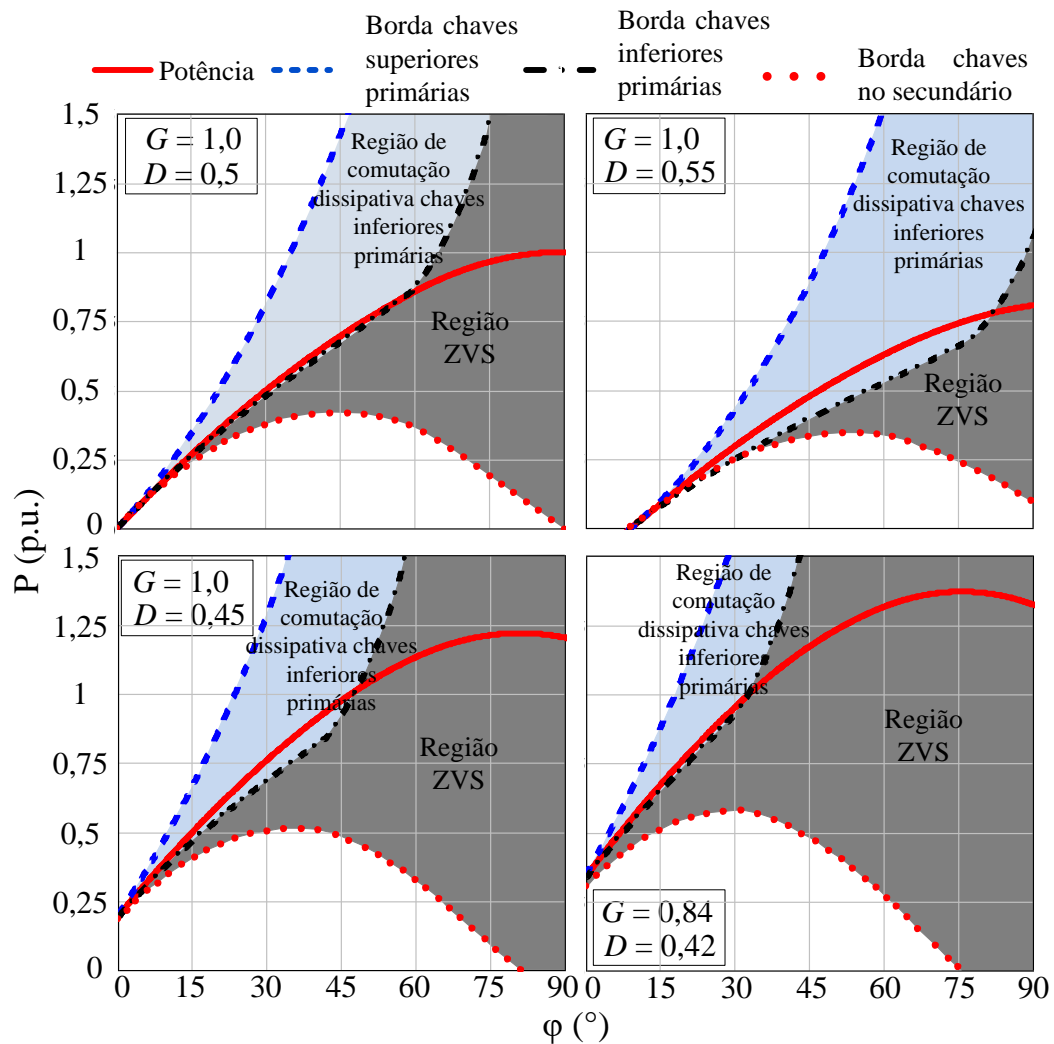 Potência
Borda chaves
superiores
primárias
Borda chaves
inferiores
primárias
Borda chaves
no secundário
P (p.u.)
1,5
1,25
1
0,75
0,5
0,25
0
G = 1,0
D = 0,5
Região de
comutação
dissipativa chaves
inferiores
primárias
Região
ZVS
G = 1,0
D = 0,55
Região de
comutação
dissipativa chaves
inferiores
primárias
Região
ZVS
1,5
1,25
1
0,75
0,5
0,25
0
G = 1,0
D = 0,45
Região de
comutação
dissipativa chaves
inferiores
primárias
Região
ZVS
Região de
comutação
dissipativa chaves
inferiores
primárias
Região
ZVS
G = 0,84
D = 0,42
0 15 30 45 60 75 90
0 15 30 45 60 75 90
φ (°)